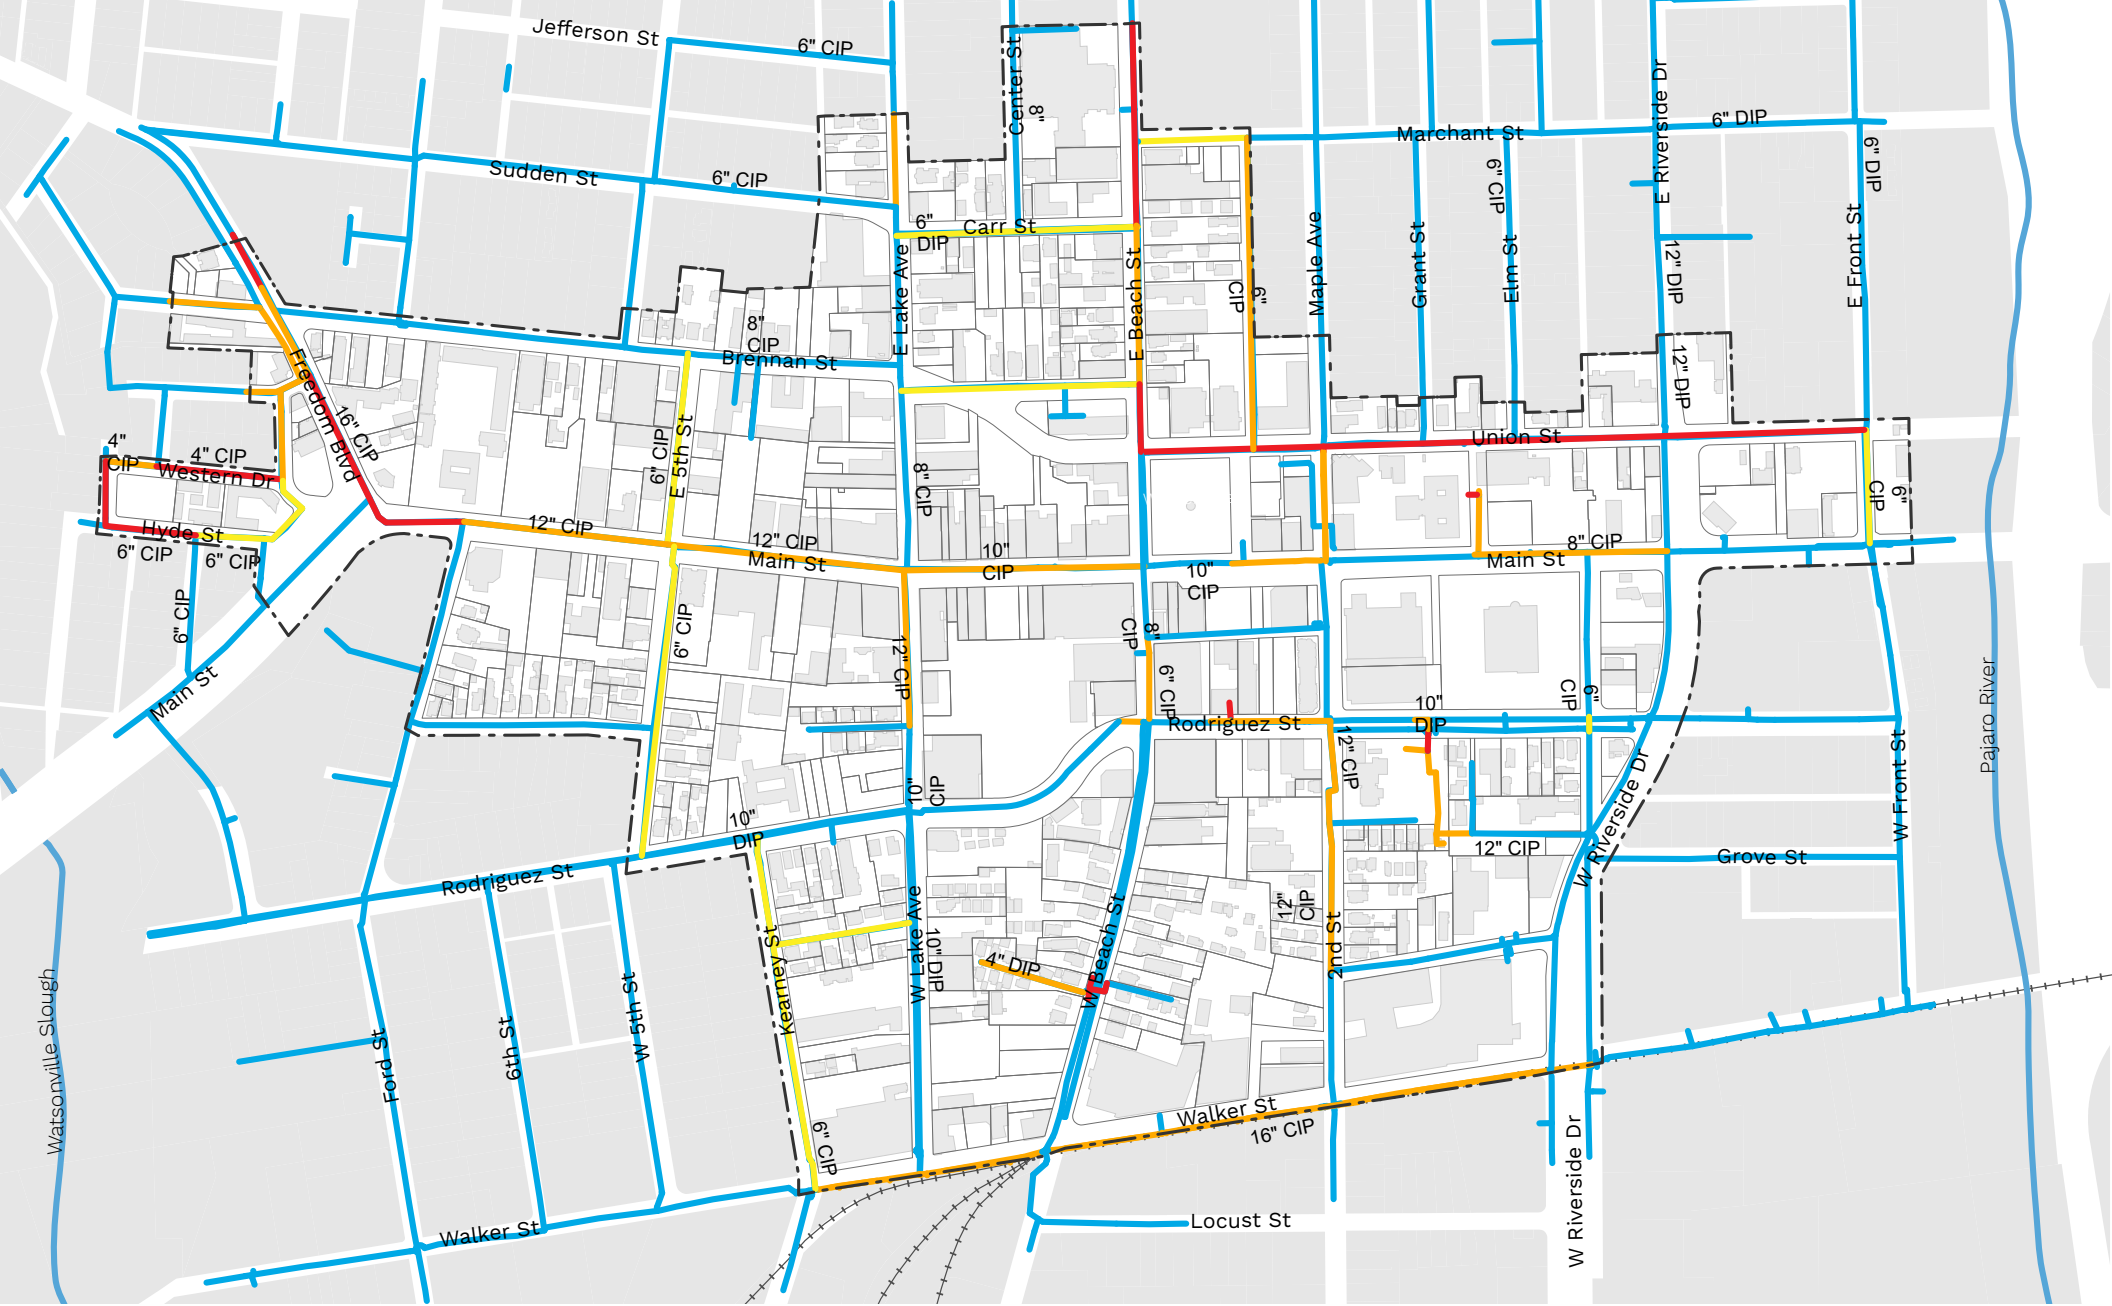 Jefferson St
6" CIP
Center St
8"
E Riverside Dr
6" DIP
Marchant St
6" DIP
Sudden St
6" CIP
6" CIP
6"
DIP
Carr St
E Lake Ave
E Beach St
6"
CIP
Maple Ave
Grant St
Elm St
12" DIP
E Front St
8"
CIP
Brennan St
12" DIP
Freedom Blvd
16" CIP
6" CIP
E 5th St
8" CIP
Union St
4"
CIP
4" CIP
Western Dr
Hyde St
6" CIP
6" CIP
6" CIP
12" CIP
12" CIP
Main St
10"
CIP
10"
CIP
8" CIP
Main St
6"
CIP
6" CIP
12" CIP
8"
CIP
6" CIP
6"
CIP
Main St
Rodriguez St
10"
DIP
12" CIP
Pajaro River
W Front St
10"
CIP
10"
DIP
Rodriguez St
12" CIP
W Riverside Dr
Grove St
Kearney St
W Lake Ave
10" DIP
4" DIP
W Beach St
12"
CIP
2nd St
Watsonville Slough
Ford St
6th St
W 5th St
6" CIP
Walker St
16" CIP
W Riverside Dr
Walker St
Locust St